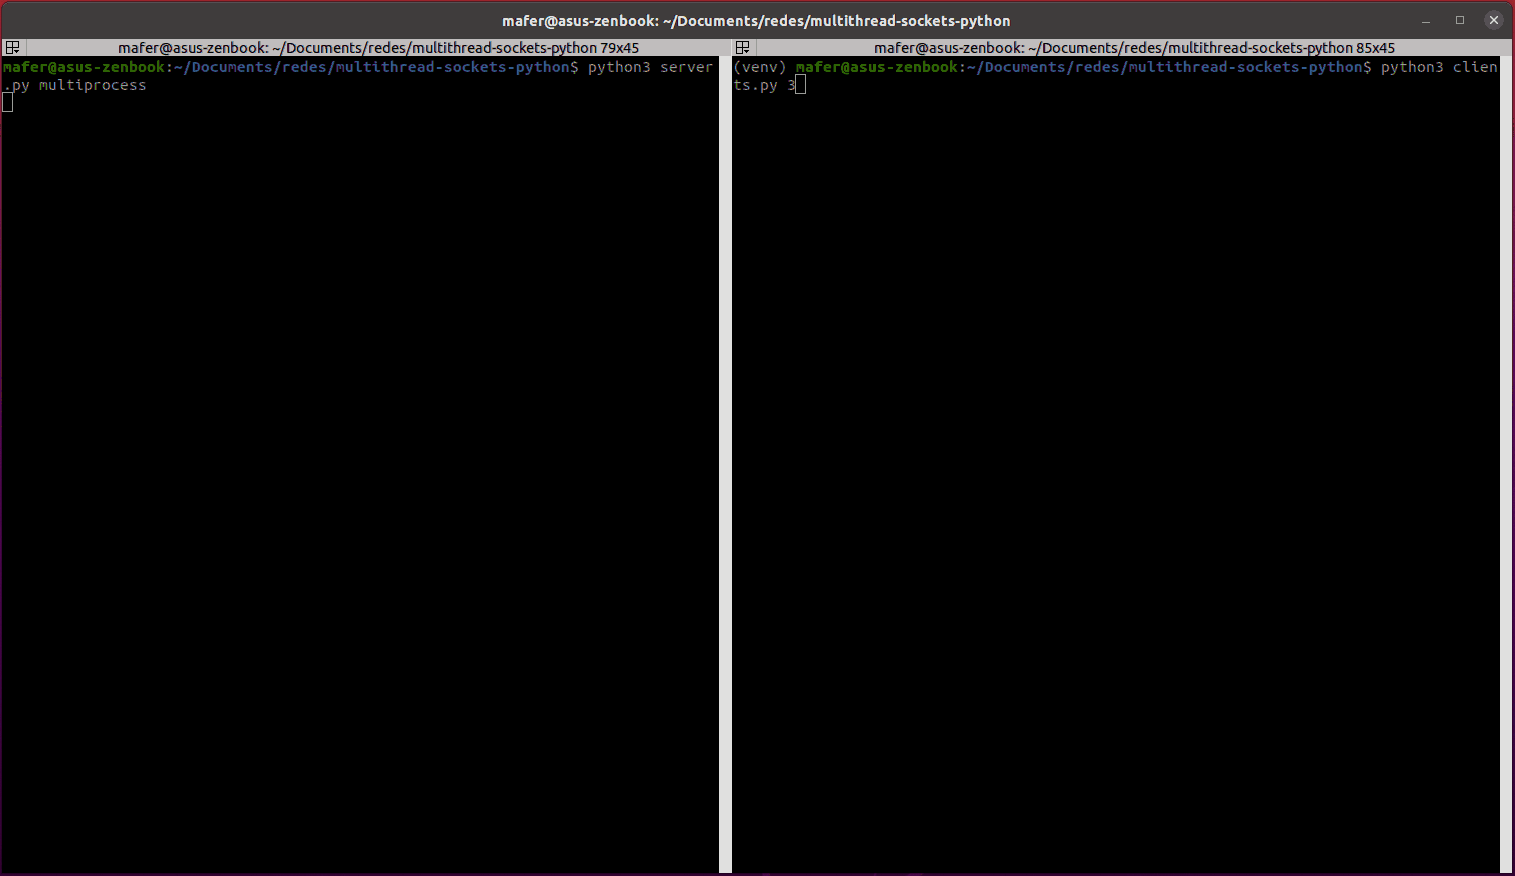 mafer@asus-zenbook: ~/Documents/redes/multithread-sockets-python
mafer@asus-zenbook: ~/Documents/redes/multithread-sockets-python 79x45
mafer@asus-zenbook:~/Documents/redes/multithread-sockets-python$ python3 server
.py multiprocess
mafer@asus-zenbook: ~/Documents/redes/multithread-sockets-python 85x45
(venv) mafer@asus-zenbook:~/Documents/redes/multithread-sockets-python$ python3 clien
ts.py 3